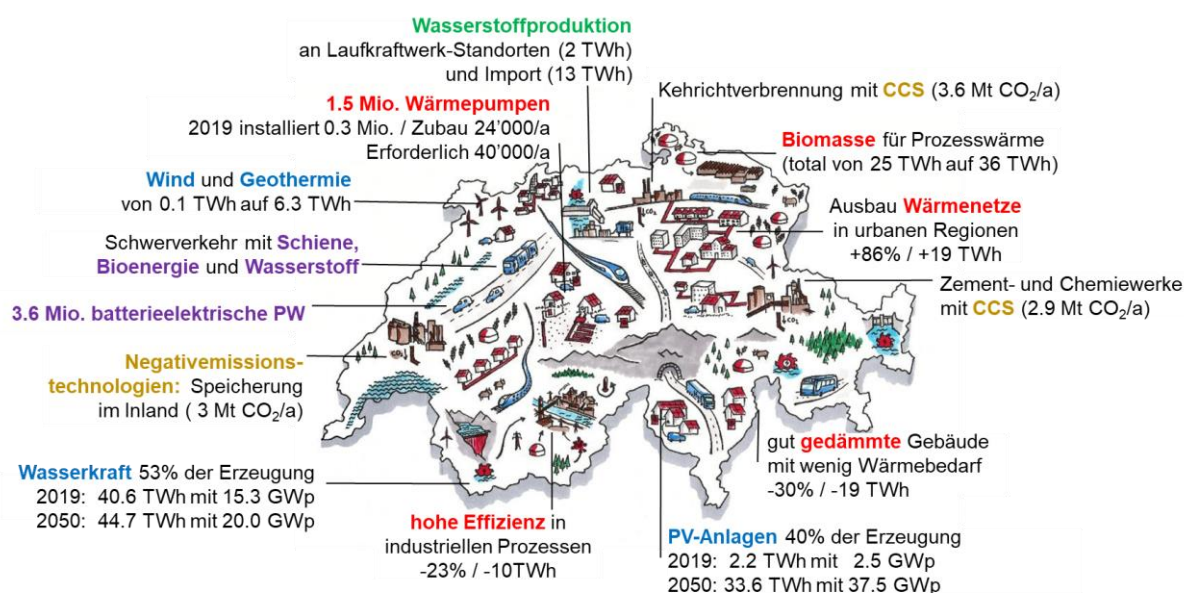 Wasserstoffproduktion
an Laufkraftwerk-Standorten (2 TWh)
und Import (13 TWh)
1.5 Mio. Wärmepumpen
2019 installiert 0.3 Mio. / Zubau 24'000/a
Erforderlich 40'000/a
Wind und Geothermie
von 0.1 TWh auf 6.3 TWh
Schwerverkehr mit Schiene,
Bioenergie und Wasserstoff
3.6 Mio. batterieelektrische PW
Negativemissions-
technologien: Speicherung
im Inland ( 3 Mt CO₂/a)
Wasserkraft 53% der Erzeugung
2019: 40.6 TWh mit 15.3 GWp
2050: 44.7 TWh mit 20.0 GWp
hohe Effizienz in
industriellen Prozessen
-23% / -10TWh
Kehrichtverbrennung mit CCS (3.6 Mt CO₂/a)
Biomasse für Prozesswärme
(total von 25 TWh auf 36 TWh)
Ausbau Wärmenetze
in urbanen Regionen
+86% / +19 TWh
Zement- und Chemiewerke
mit CCS (2.9 Mt CO₂/a)
gut gedämmte Gebäude
mit wenig Wärmebedarf
-30% / -19 TWh
PV-Anlagen 40% der Erzeugung
2019: 2.2 TWh mit 2.5 GWp
2050: 33.6 TWh mit 37.5 GWp
CO₂
CO₂
CO₂